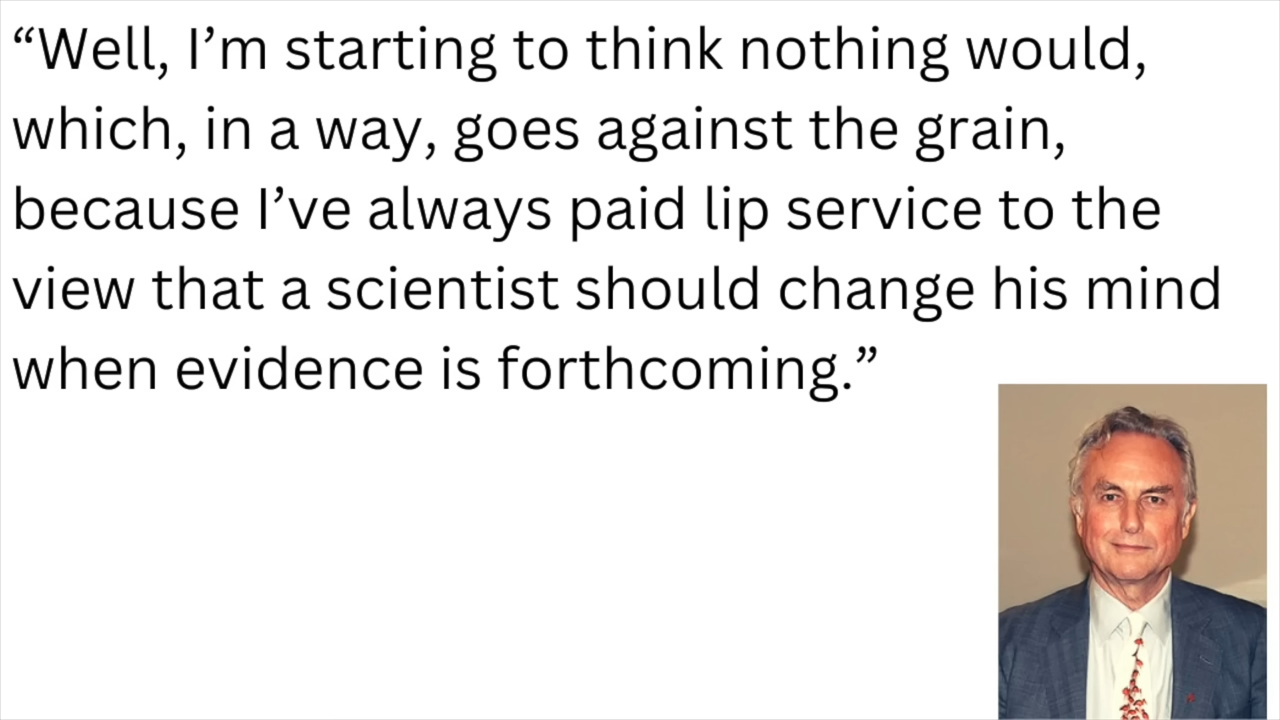 “Well, I’m starting to think nothing would,
which, in a way, goes against the grain,
because I’ve always paid lip service to the
view that a scientist should change his mind
when evidence is forthcoming.”